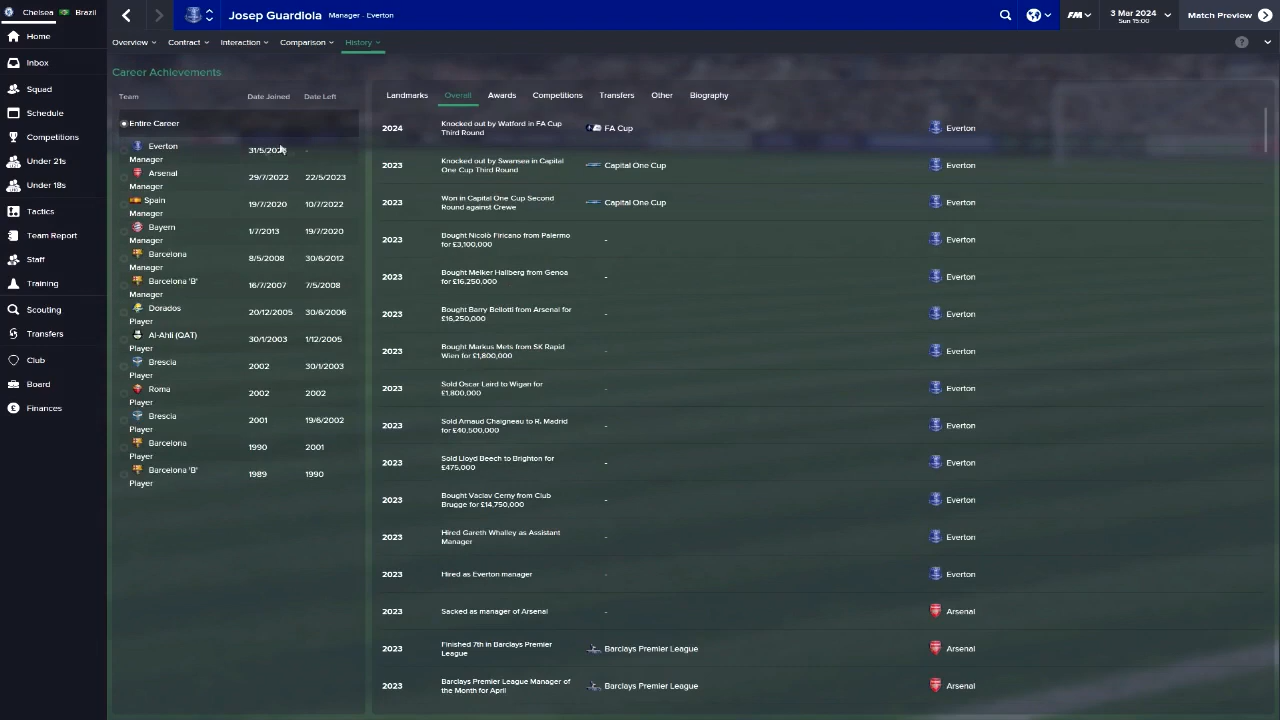 Chelsea Brazil
Josep Guardiola Manager - Everton
FM 3 Mar 2024
Sun 15:00
Match Preview
Home
Inbox
Squad
Schedule
Competitions
Under 21s
Under 18s
Tactics
Team Report
Staff
Training
Scouting
Transfers
Club
Board
Finances
Overview Contract Interaction Comparison History
Career Achievements
Team Date Joined Date Left
Entire Career
Everton
Manager
-
Arsenal 29/7/2022 22/5/2023
Manager
Spain 19/7/2020 10/7/2022
Manager
Bayern 1/7/2013 19/7/2020
Manager
Barcelona 8/5/2008 30/6/2012
Manager
Barcelona 'B' 16/7/2007 7/5/2008
Manager
Dorados 20/12/2005 30/6/2006
Player
Al-Ahli (QAT) 30/1/2003 1/12/2005
Player
Brescia 2002 30/1/2003
Player
Roma 2002 2002
Player
Brescia 2001 19/6/2002
Player
Barcelona 1990 2001
Player
Barcelona 'B' 1989 1990
Player
Landmarks Overall Awards Competitions Transfers Other Biography
2024 Knocked out by Watford in FA Cup
Third Round
FA Cup Everton
2023 Knocked out by Swansea in Capital
One Cup Third Round
Capital One Cup Everton
2023 Won in Capital One Cup Second
Round against Crewe
Capital One Cup Everton
2023 Bought Nicolò Firicano from Palermo
for £3,100,000
- Everton
2023 Bought Melker Hallberg from Genoa
for £16,250,000
- Everton
2023 Bought Barry Bellotti from Arsenal for
£16,250,000
- Everton
2023 Bought Markus Mets from SK Rapid
Wien for £1,800,000
- Everton
2023 Sold Oscar Laird to Wigan for
£1,800,000
- Everton
2023 Sold Arnaud Chaigneau to R. Madrid
for £40,500,000
- Everton
2023 Sold Lloyd Beech to Brighton for
£475,000
- Everton
2023 Bought Vaclav Cerny from Club
Brugge for £14,750,000
- Everton
2023 Hired Gareth Whalley as Assistant
Manager
- Everton
2023 Hired as Everton manager - Everton
2023 Sacked as manager of Arsenal - Arsenal
2023 Finished 7th in Barclays Premier
League
Barclays Premier League Arsenal
2023 Barclays Premier League Manager of
the Month for April
Barclays Premier League Arsenal